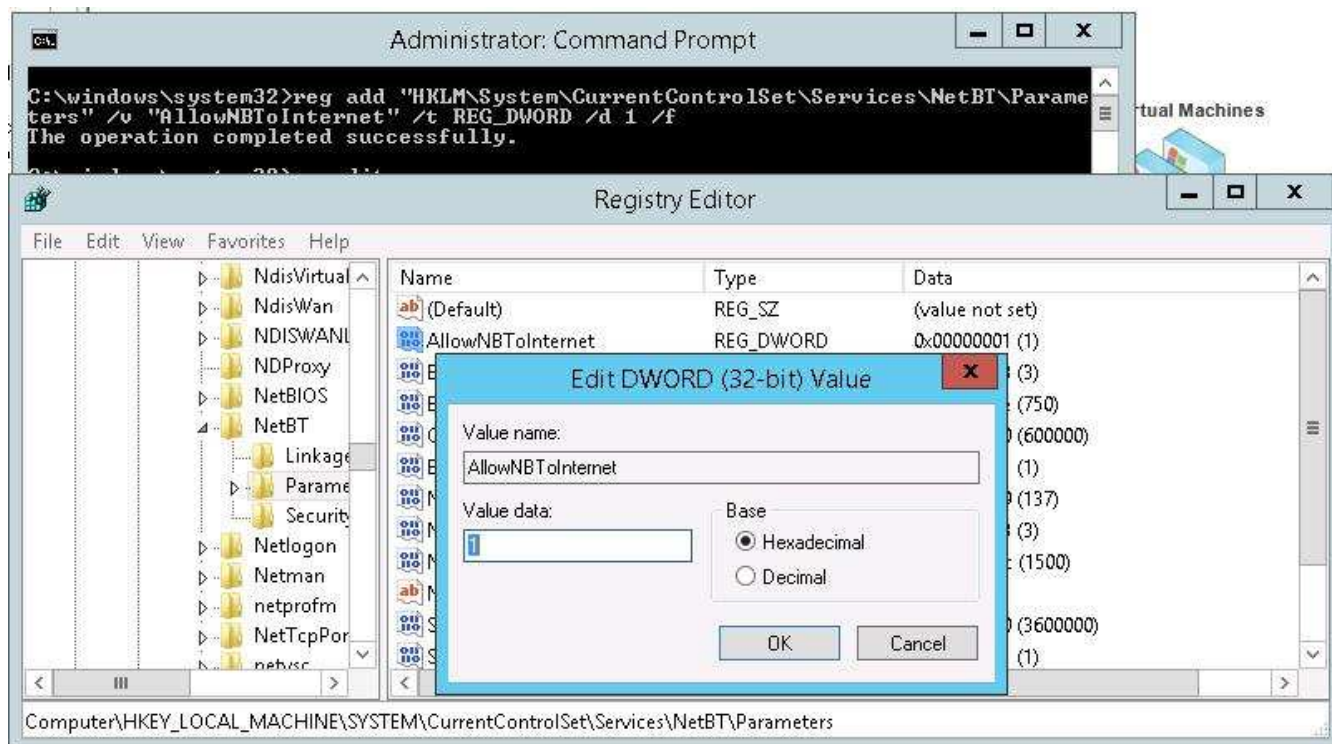 Administrator: Command Prompt
C:\windows\system32>reg add "HKLM\System\CurrentControlSet\Services\NetBT\Parame
ters" /v "AllowNBToInternet" /t REG_DWORD /d 1 /f
The operation completed successfully.
tual Machines
Registry Editor
File Edit View Favorites Help
NdisVirtual
NdisWan
NDISWANL
NDProxy
NetBIOS
NetBT
Linkage
Parame
Security
Netlogon
Netman
netprofm
NetTcpPor
netvsc
Name Type Data
(Default) REG_SZ (value not set)
AllowNBToInternet REG_DWORD 0x00000001 (1)
(3)
(750)
(600000)
(1)
(137)
(3)
(1500)
(3600000)
(1)
Edit DWORD (32-bit) Value
Value name:
AllowNBToInternet
Value data:
1
Base
Hexadecimal
Decimal
OK Cancel
Computer\HKEY_LOCAL_MACHINE\SYSTEM\CurrentControlSet\Services\NetBT\Parameters